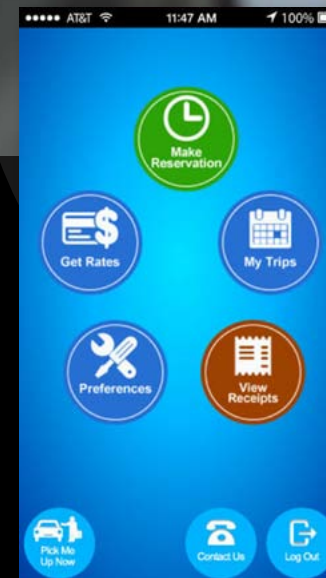 AT&T 11:47 AM 100%
Make
Reservation
Get Rates
My Trips
Preferences
View
Receipts
Pick Me
Up Now
Contact Us
Log Out